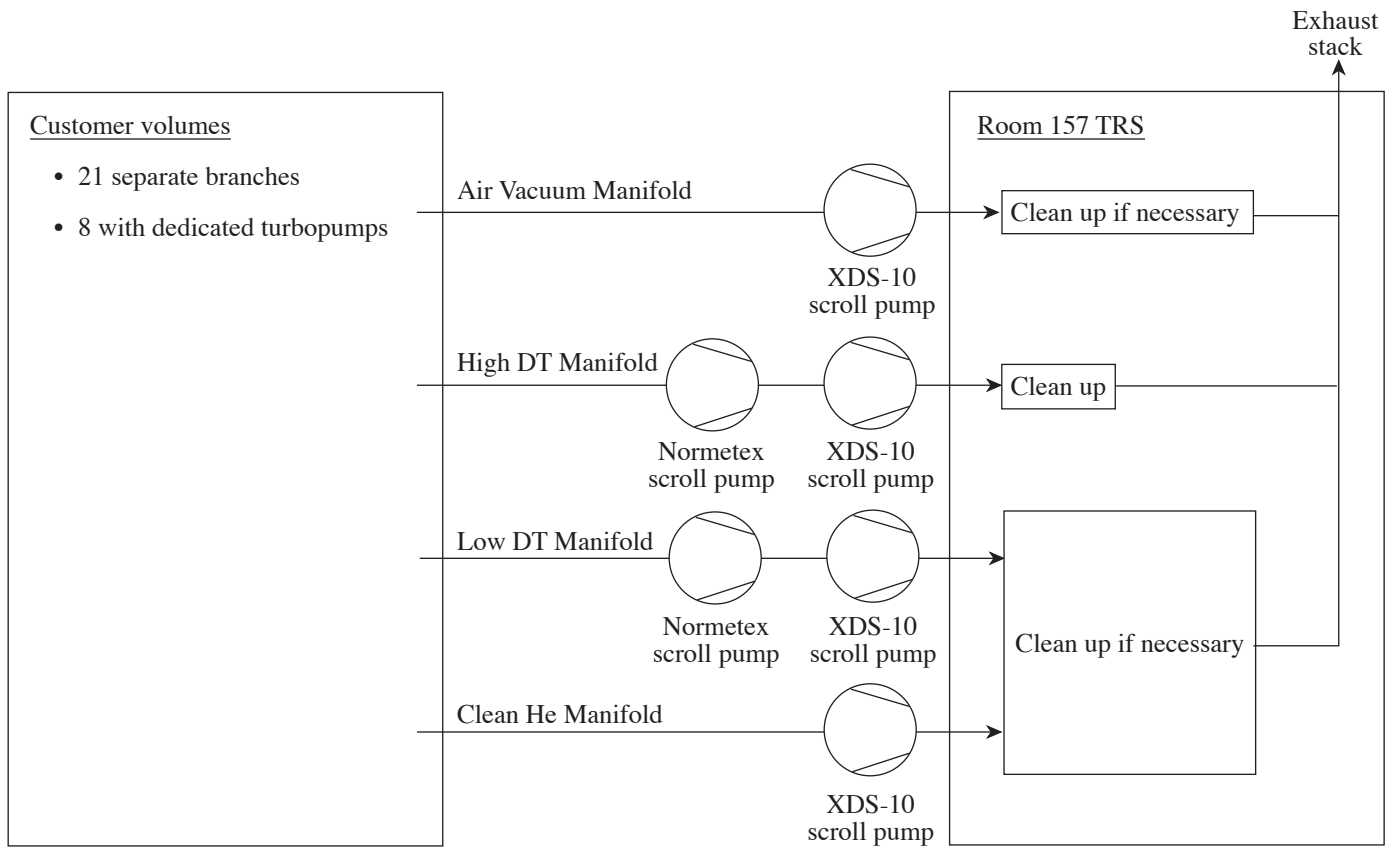 Exhaust
stack
Customer volumes
• 21 separate branches
• 8 with dedicated turbopumps
Room 157 TRS
Air Vacuum Manifold
XDS-10
scroll pump
Clean up if necessary
High DT Manifold
Normetex
scroll pump
XDS-10
scroll pump
Clean up
Low DT Manifold
Normetex
scroll pump
XDS-10
scroll pump
Clean up if necessary
Clean He Manifold
XDS-10
scroll pump